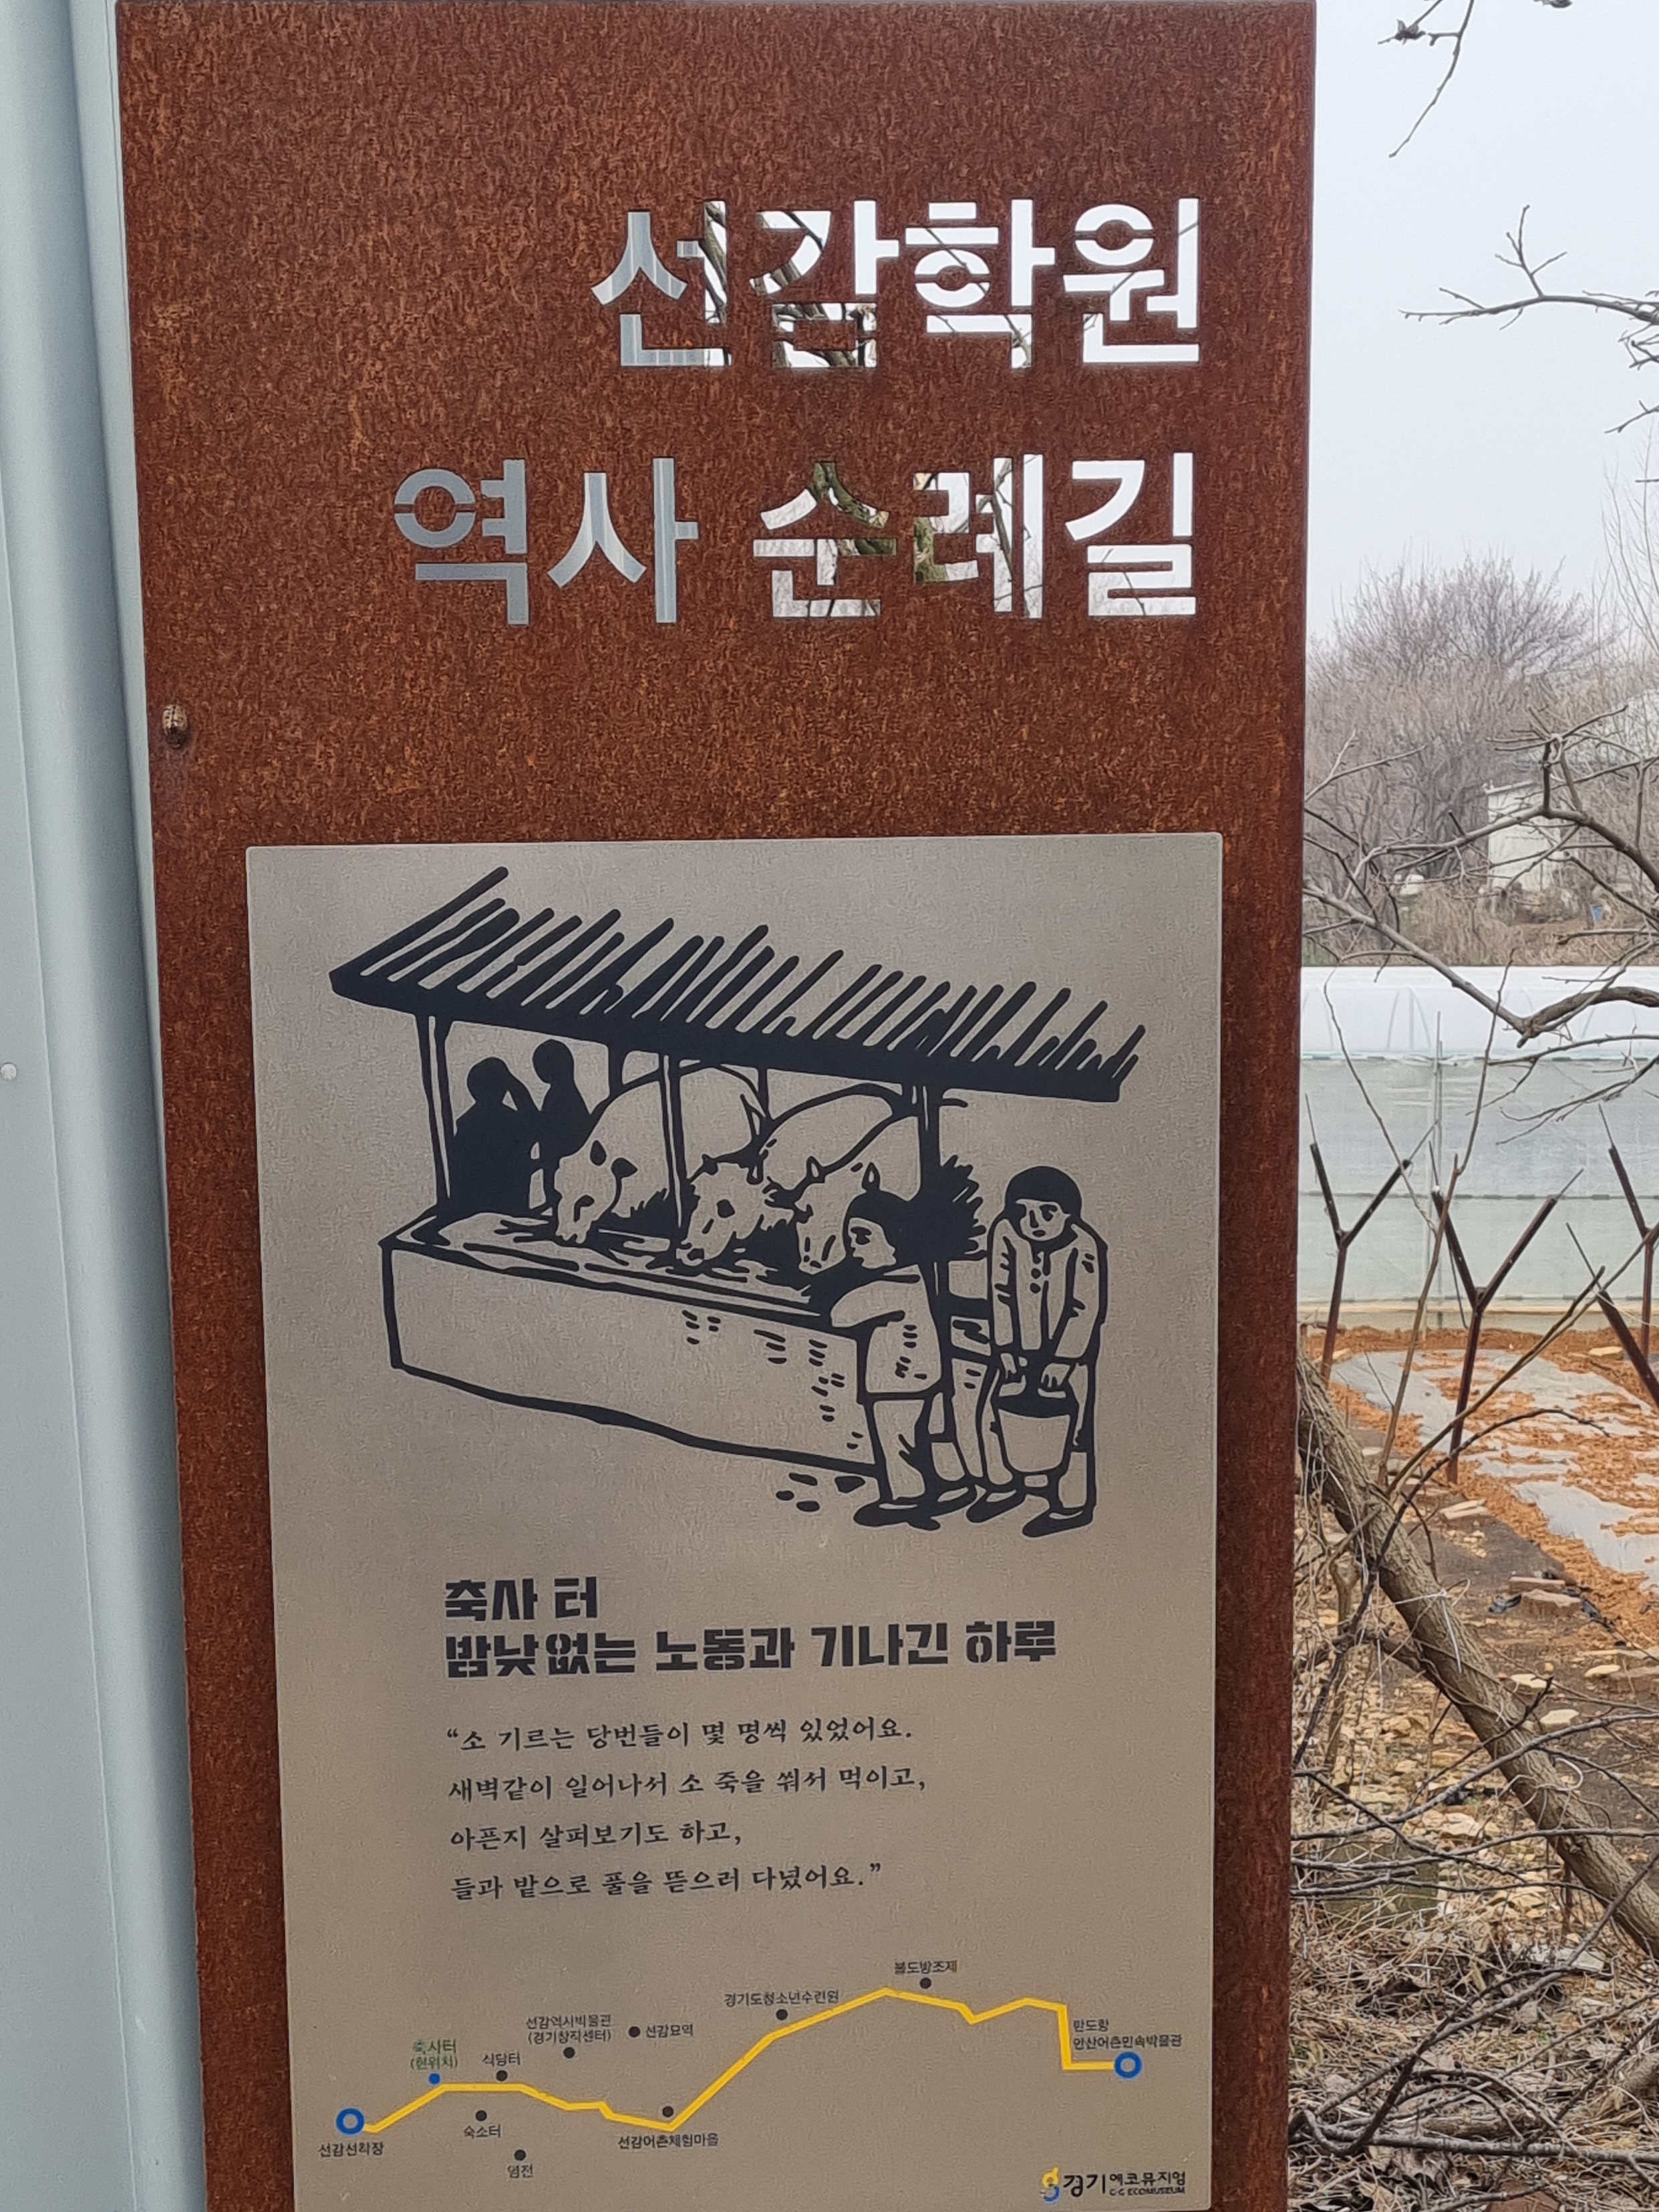 선감학원
역사 순례길
축사 터
밤낮없는 노동과 기나긴 하루
“소 기르는 당번들이 몇 명씩 있었어요.
새벽같이 일어나서 소 죽을 쒀서 먹이고,
아픈지 살펴보기도 하고,
들과 밭으로 풀을 뜯으러 다녔어요.”
불도방조제
경기도청소년수련원
선감역사박물관
(경기창작센터)
선감묘역
탄도항
안산어촌민속박물관
축사터
(현위치)
식당터
숙소터
선감선착장
선감어촌체험마을
염전
경기에코뮤지엄
G·G ECOMUSEUM